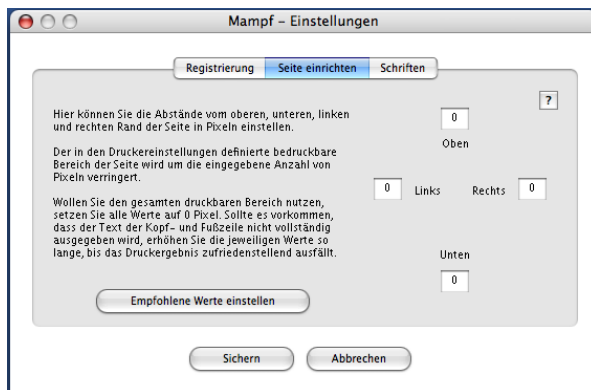 Mampf – Einstellungen
Registrierung Seite einrichten Schriften
?
Hier können Sie die Abstände vom oberen, unteren, linken
und rechten Rand der Seite in Pixeln einstellen.
Der in den Druckereinstellungen definierte bedruckbare
Bereich der Seite wird um die eingegebene Anzahl von
Pixeln verringert.
Wollen Sie den gesamten druckbaren Bereich nutzen,
setzen Sie alle Werte auf 0 Pixel. Sollte es vorkommen,
dass der Text der Kopf- und Fußzeile nicht vollständig
ausgegeben wird, erhöhen Sie die jeweiligen Werte so
lange, bis das Druckergebnis zufriedenstellend ausfällt.
0
Oben
0 Links Rechts 0
Unten
0
Empfohlene Werte einstellen
Sichern Abbrechen